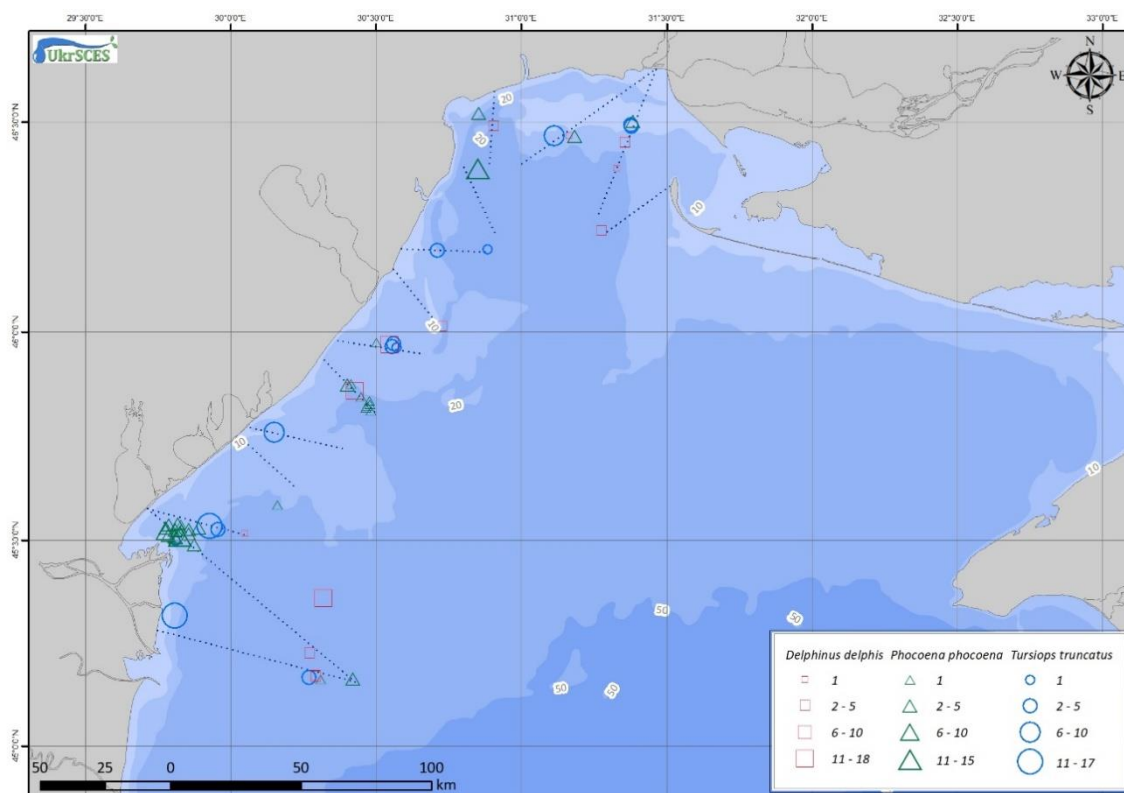 29°30'0"E 30°0'0"E 30°30'0"E 31°0'0"E 31°30'0"E 32°0'0"E 32°30'0"E 33°0'0"E
UkrSCES
N
W E
S
20
46°30'0"N
20
10
10
46°0'0"N
20
10
10
45°30'0"N
50
50
50
50
45°0'0"N
Delphinus delphis Phocoena phocoena Tursiops truncatus
1 1 1
2 - 5 2 - 5 2 - 5
6 - 10 6 - 10 6 - 10
11 - 18 11 - 15 11 - 17
50 25 0 50 100
km